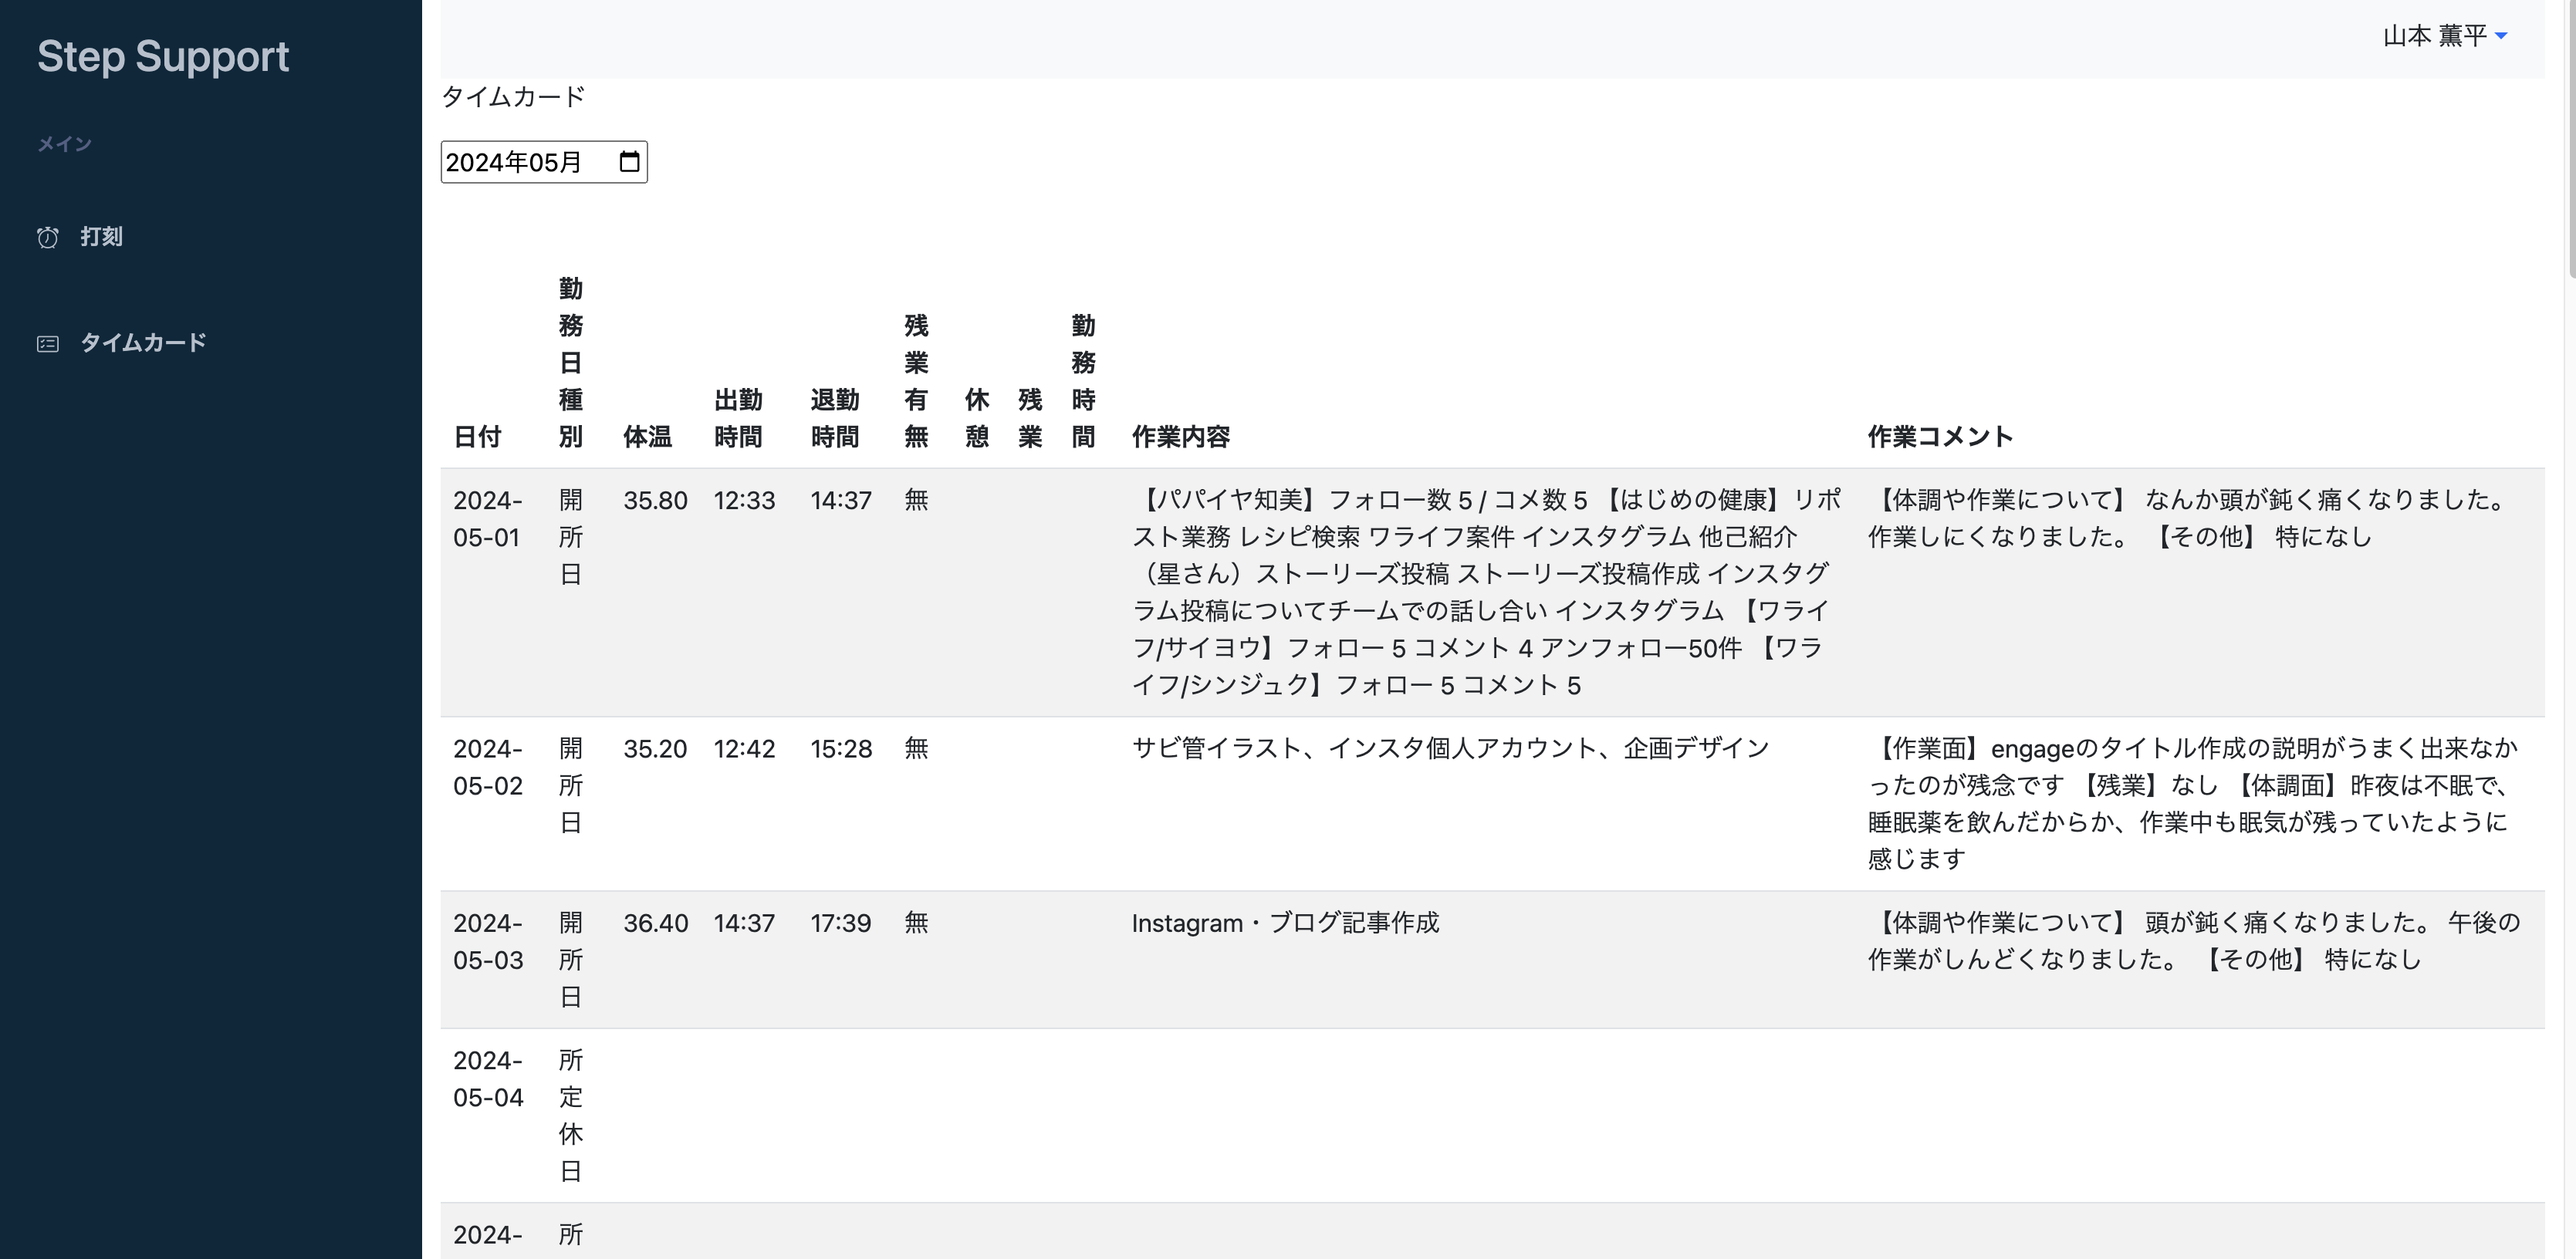 Step Support
メイン
打刻
タイムカード
山本 薫平
タイムカード
2024年05月
日付
勤
務
日
種
別
体温
出勤
時間
退勤
時間
残
業
有
無
休
憩
残
業
勤
務
時
間
作業内容
作業コメント
2024-
05-01
開
所
日
35.80
12:33
14:37
無
【パパイヤ知美】フォロー数 5 / コメ数 5 【はじめの健康】リポ
スト業務 レシピ検索 ワライフ案件 インスタグラム 他己紹介
（星さん）ストーリーズ投稿 ストーリーズ投稿作成 インスタグ
ラム投稿についてチームでの話し合い インスタグラム 【ワライ
フ/サイヨウ】フォロー 5 コメント 4 アンフォロー50件 【ワラ
イフ/シンジュク】フォロー 5 コメント 5
【体調や作業について】 なんか頭が鈍く痛くなりました。
作業しにくくなりました。 【その他】 特になし
2024-
05-02
開
所
日
35.20
12:42
15:28
無
サビ管イラスト、インスタ個人アカウント、企画デザイン
【作業面】engageのタイトル作成の説明がうまく出来なか
ったのが残念です 【残業】なし 【体調面】昨夜は不眠で、
睡眠薬を飲んだからか、作業中も眠気が残っていたように
感じます
2024-
05-03
開
所
日
36.40
14:37
17:39
無
Instagram・ブログ記事作成
【体調や作業について】 頭が鈍く痛くなりました。 午後の
作業がしんどくなりました。 【その他】 特になし
2024-
05-04
所
定
休
日
2024-
所